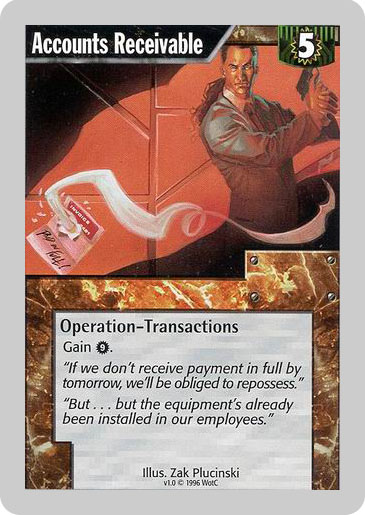 Accounts Receivable
5
INVOICE
Operation–Transactions
Gain 9.
“If we don’t receive payment in full by
tomorrow, we’ll be obliged to repossess.”
“But . . . but the equipment’s already
been installed in our employees.”
Illus. Zak Plucinski
v1.0 © 1996 WotC